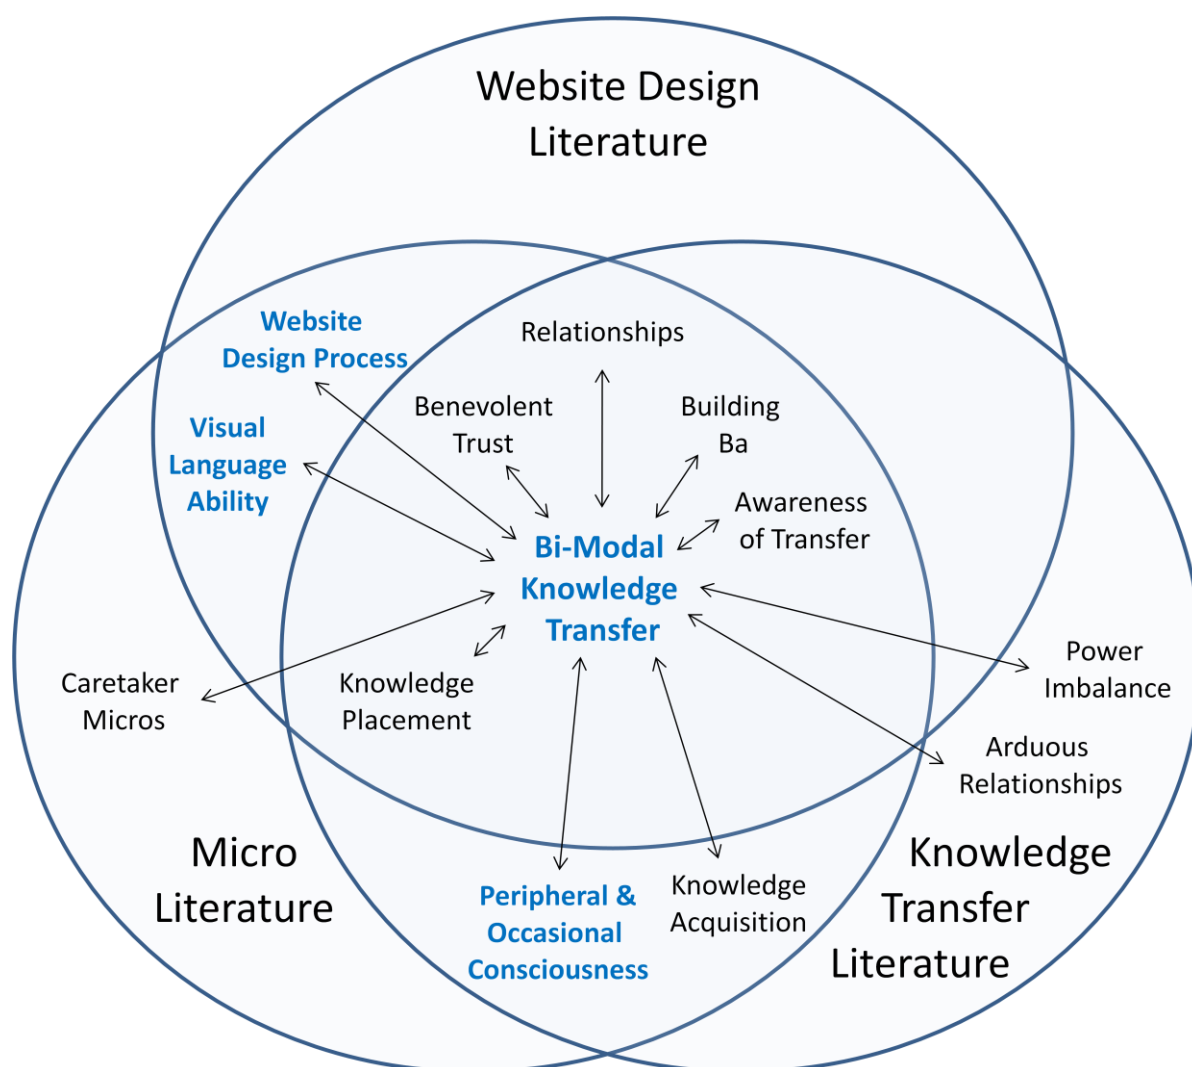 Website Design
Literature
Website
Design Process
Relationships
Benevolent
Trust
Building
Ba
Visual
Language
Ability
Awareness
of Transfer
Bi-Modal
Knowledge
Transfer
Caretaker
Micros
Knowledge
Placement
Power
Imbalance
Arduous
Relationships
Micro
Literature
Peripheral &
Occasional
Consciousness
Knowledge
Acquisition
Knowledge
Transfer
Literature